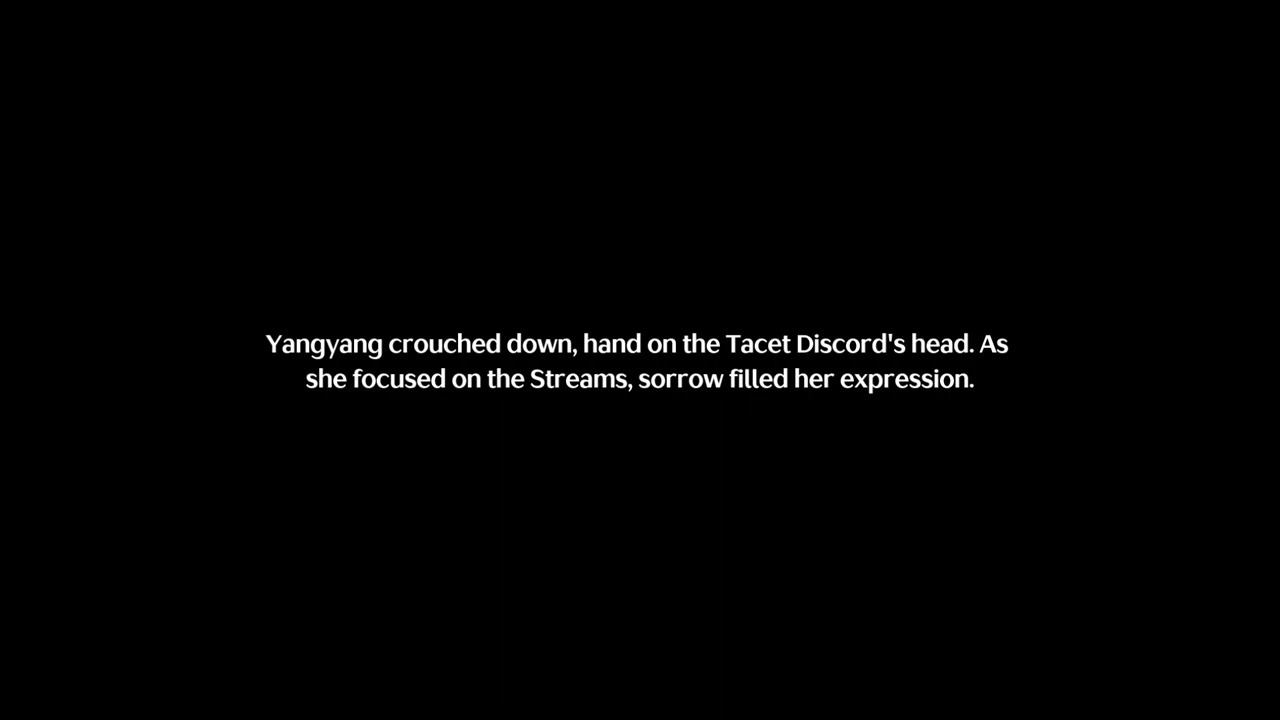 Yangyang crouched down, hand on the Tacet Discord's head. As
she focused on the Streams, sorrow filled her expression.